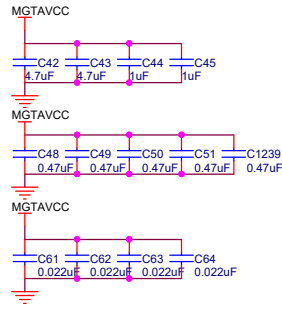 MGTAVCC
C42 C43 C44 C45
4.7uF 4.7uF 1uF 1uF
MGTAVCC
C48 C49 C50 C51 C1239
0.47uF 0.47uF 0.47uF 0.47uF 0.47uF
MGTAVCC
C61 C62 C63 C64
0.022uF 0.022uF 0.022uF 0.022uF